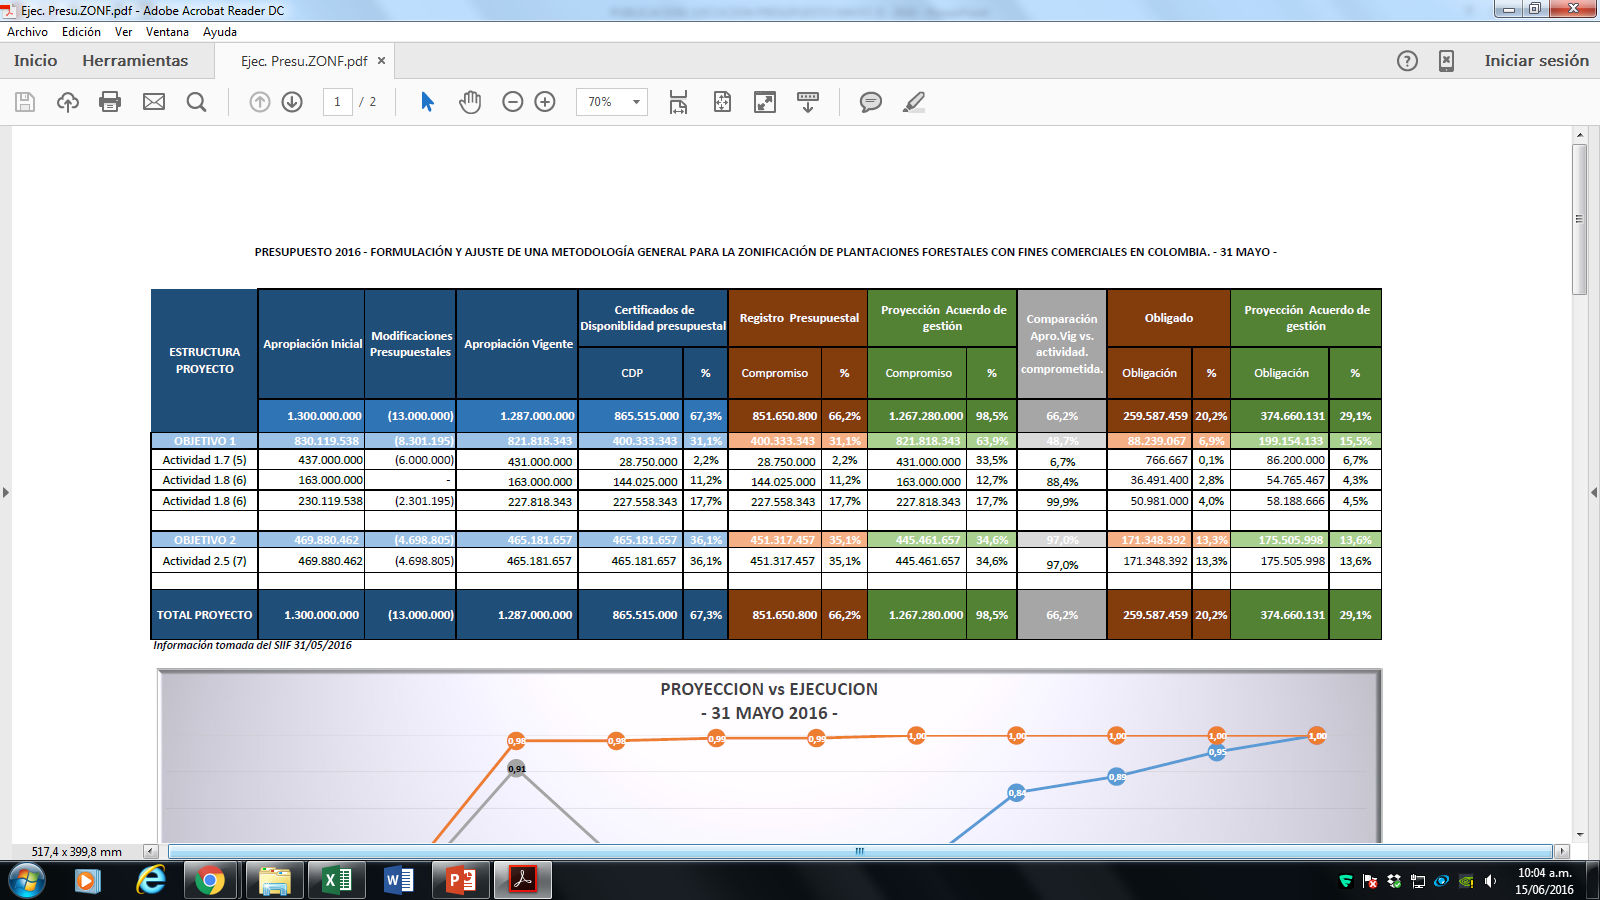 Ejec. Presu.ZONF.pdf - Adobe Acrobat Reader DC
Archivo Edición Ver Ventana Ayuda
Inicio Herramientas Ejec. Presu.ZONF.pdf × Iniciar sesión
1 / 2 70%
PRESUPUESTO 2016 - FORMULACIÓN Y AJUSTE DE UNA METODOLOGÍA GENERAL PARA LA ZONIFICACIÓN DE PLANTACIONES FORESTALES CON FINES COMERCIALES EN COLOMBIA. - 31 MAYO -
ESTRUCTURA PROYECTO
Apropiación Inicial
Modificaciones Presupuestales
Apropiación Vigente
Certificados de Disponiblidad presupuestal
Registro Presupuestal
Proyección Acuerdo de gestión
Comparación Apro.Vig vs. actividad. comprometida.
Obligado
Proyección Acuerdo de gestión
CDP % Compromiso % Compromiso % Obligación % Obligación %
1.300.000.000 (13.000.000) 1.287.000.000 865.515.000 67,3% 851.650.800 66,2% 1.267.280.000 98,5% 66,2% 259.587.459 20,2% 374.660.131 29,1%
OBJETIVO 1 830.119.538 (8.301.195) 821.818.343 400.333.343 31,1% 400.333.343 31,1% 821.818.343 63,9% 48,7% 88.239.067 6,9% 199.154.133 15,5%
Actividad 1.7 (5) 437.000.000 (6.000.000) 431.000.000 28.750.000 2,2% 28.750.000 2,2% 431.000.000 33,5% 6,7% 766.667 0,1% 86.200.000 6,7%
Actividad 1.8 (6) 163.000.000 - 163.000.000 144.025.000 11,2% 144.025.000 11,2% 163.000.000 12,7% 88,4% 36.491.400 2,8% 54.765.467 4,3%
Actividad 1.8 (6) 230.119.538 (2.301.195) 227.818.343 227.558.343 17,7% 227.558.343 17,7% 227.818.343 17,7% 99,9% 50.981.000 4,0% 58.188.666 4,5%
OBJETIVO 2 469.880.462 (4.698.805) 465.181.657 465.181.657 36,1% 451.317.457 35,1% 445.461.657 34,6% 97,0% 171.348.392 13,3% 175.505.998 13,6%
Actividad 2.5 (7) 469.880.462 (4.698.805) 465.181.657 465.181.657 36,1% 451.317.457 35,1% 445.461.657 34,6% 97,0% 171.348.392 13,3% 175.505.998 13,6%
TOTAL PROYECTO 1.300.000.000 (13.000.000) 1.287.000.000 865.515.000 67,3% 851.650.800 66,2% 1.267.280.000 98,5% 66,2% 259.587.459 20,2% 374.660.131 29,1%
Información tomada del SIIF 31/05/2016
PROYECCION vs EJECUCION
- 31 MAYO 2016 -
0,98 0,98 0,99 0,99 1,00 1,00 1,00 1,00 1,00
0,91 0,84 0,89 0,95
517,4 x 399,8 mm
10:04 a.m.
15/06/2016